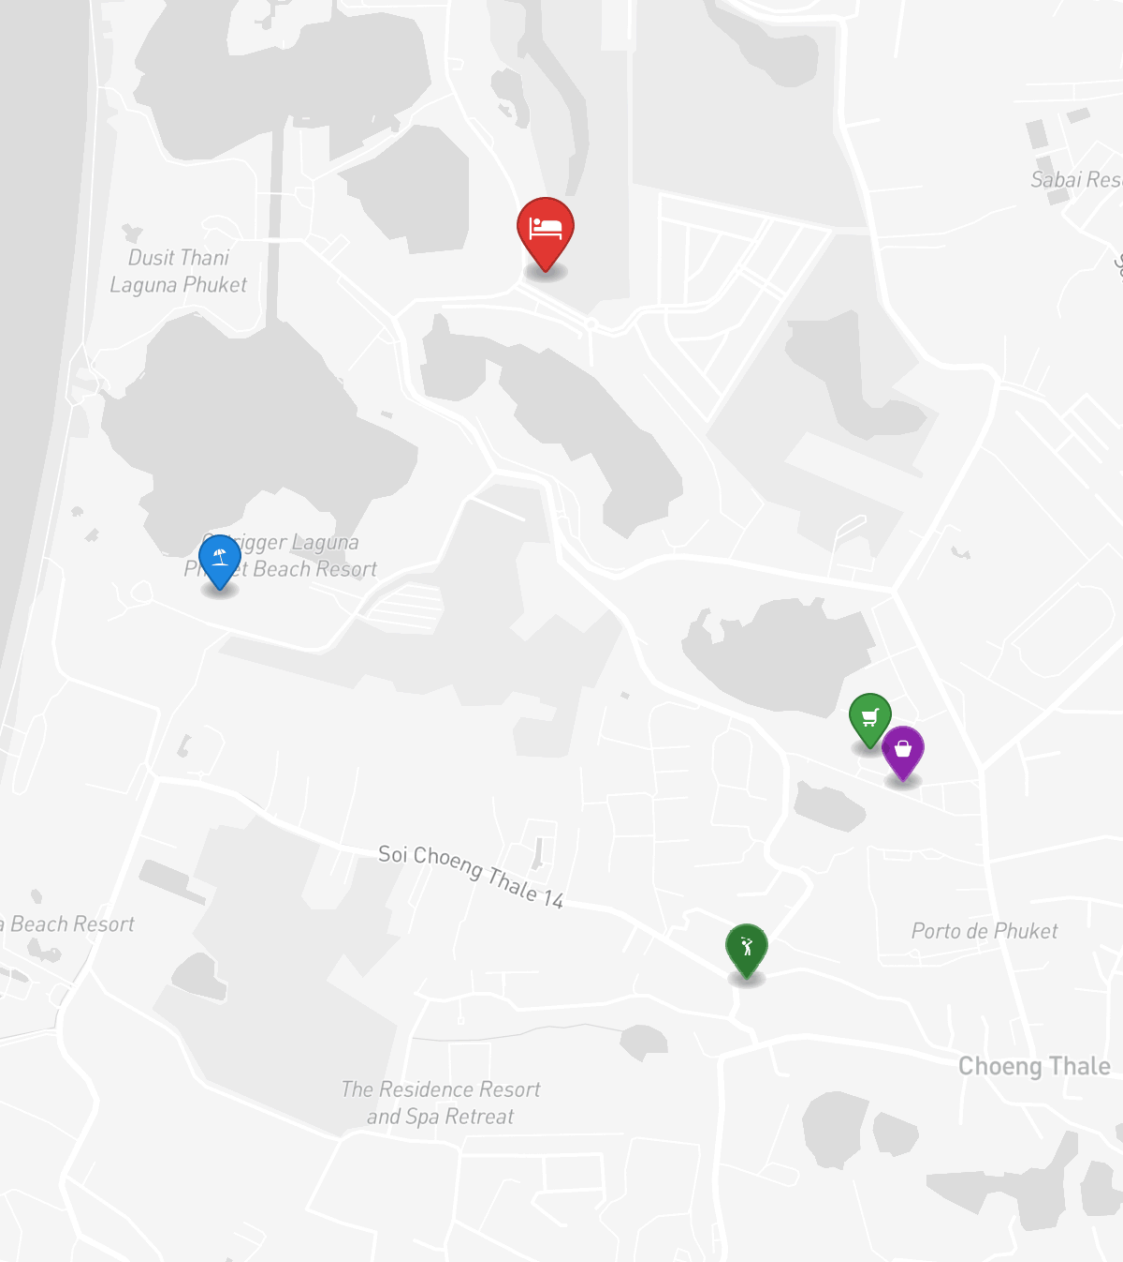 Sabai Res
Dusit Thani
Laguna Phuket
Laguna
Beach Resort
Soi Choeng Thale 14
a Beach Resort
Porto de Phuket
Choeng Thale
The Residence Resort
and Spa Retreat